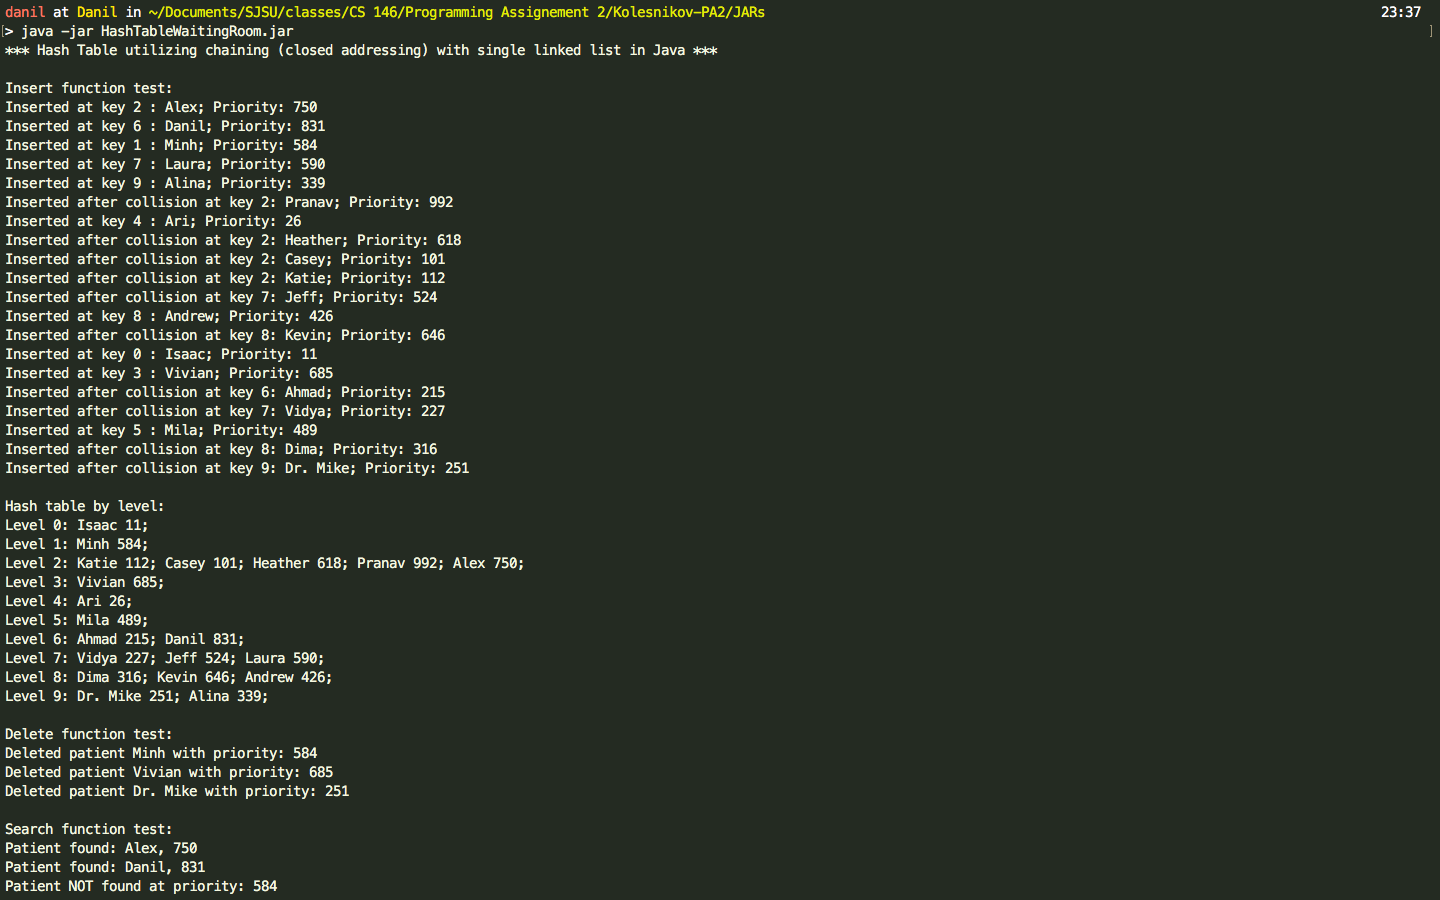 danil at Danil in ~/Documents/SJSU/classes/CS 146/Programming Assignement 2/Kolesnikov-PA2/JARs 23:37
[> java -jar HashTableWaitingRoom.jar ]
*** Hash Table utilizing chaining (closed addressing) with single linked list in Java ***
Insert function test:
Inserted at key 2 : Alex; Priority: 750
Inserted at key 6 : Danil; Priority: 831
Inserted at key 1 : Minh; Priority: 584
Inserted at key 7 : Laura; Priority: 590
Inserted at key 9 : Alina; Priority: 339
Inserted after collision at key 2: Pranav; Priority: 992
Inserted at key 4 : Ari; Priority: 26
Inserted after collision at key 2: Heather; Priority: 618
Inserted after collision at key 2: Casey; Priority: 101
Inserted after collision at key 2: Katie; Priority: 112
Inserted after collision at key 7: Jeff; Priority: 524
Inserted at key 8 : Andrew; Priority: 426
Inserted after collision at key 8: Kevin; Priority: 646
Inserted at key 0 : Isaac; Priority: 11
Inserted at key 3 : Vivian; Priority: 685
Inserted after collision at key 6: Ahmad; Priority: 215
Inserted after collision at key 7: Vidya; Priority: 227
Inserted at key 5 : Mila; Priority: 489
Inserted after collision at key 8: Dima; Priority: 316
Inserted after collision at key 9: Dr. Mike; Priority: 251
Hash table by level:
Level 0: Isaac 11;
Level 1: Minh 584;
Level 2: Katie 112; Casey 101; Heather 618; Pranav 992; Alex 750;
Level 3: Vivian 685;
Level 4: Ari 26;
Level 5: Mila 489;
Level 6: Ahmad 215; Danil 831;
Level 7: Vidya 227; Jeff 524; Laura 590;
Level 8: Dima 316; Kevin 646; Andrew 426;
Level 9: Dr. Mike 251; Alina 339;
Delete function test:
Deleted patient Minh with priority: 584
Deleted patient Vivian with priority: 685
Deleted patient Dr. Mike with priority: 251
Search function test:
Patient found: Alex, 750
Patient found: Danil, 831
Patient NOT found at priority: 584